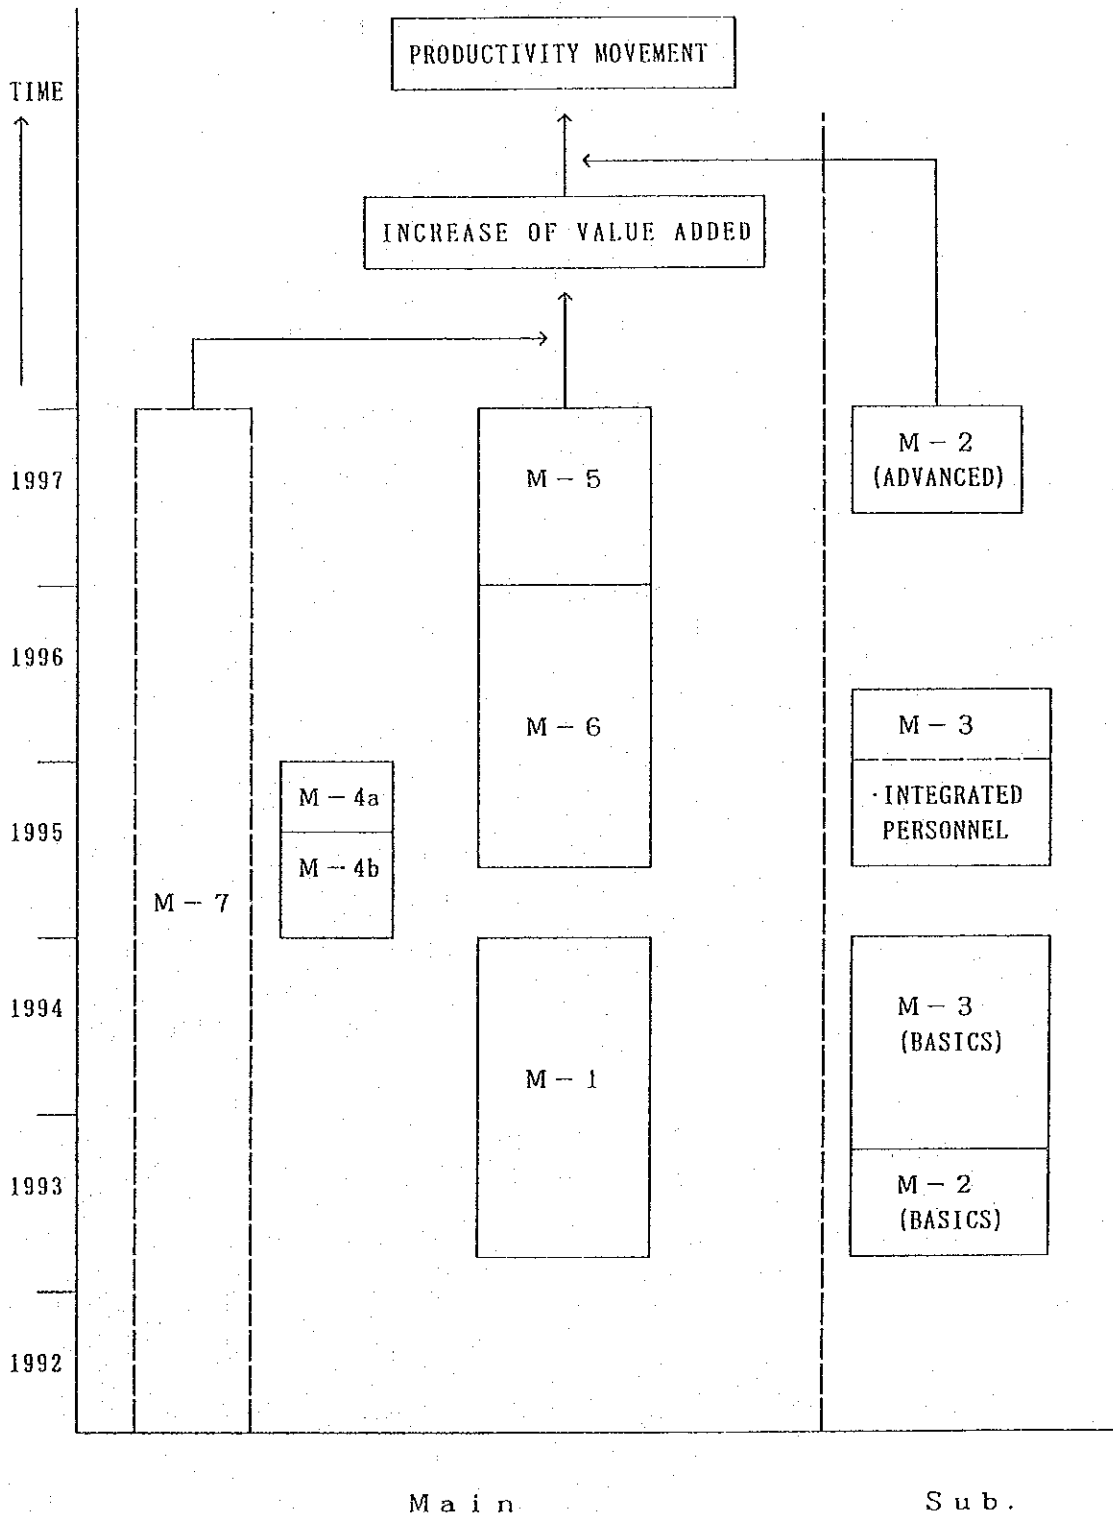 PRODUCTIVITY MOVEMENT
TIME
INCREASE OF VALUE ADDED
M-5
M-2
(ADVANCED)
1997
1996
M-3
M-6
M-4a
·INTEGRATED
PERSONNEL
1995
M-4b
M-7
1994
M-3
(BASICS)
M-1
1993
M-2
(BASICS)
1992
Main
Sub.